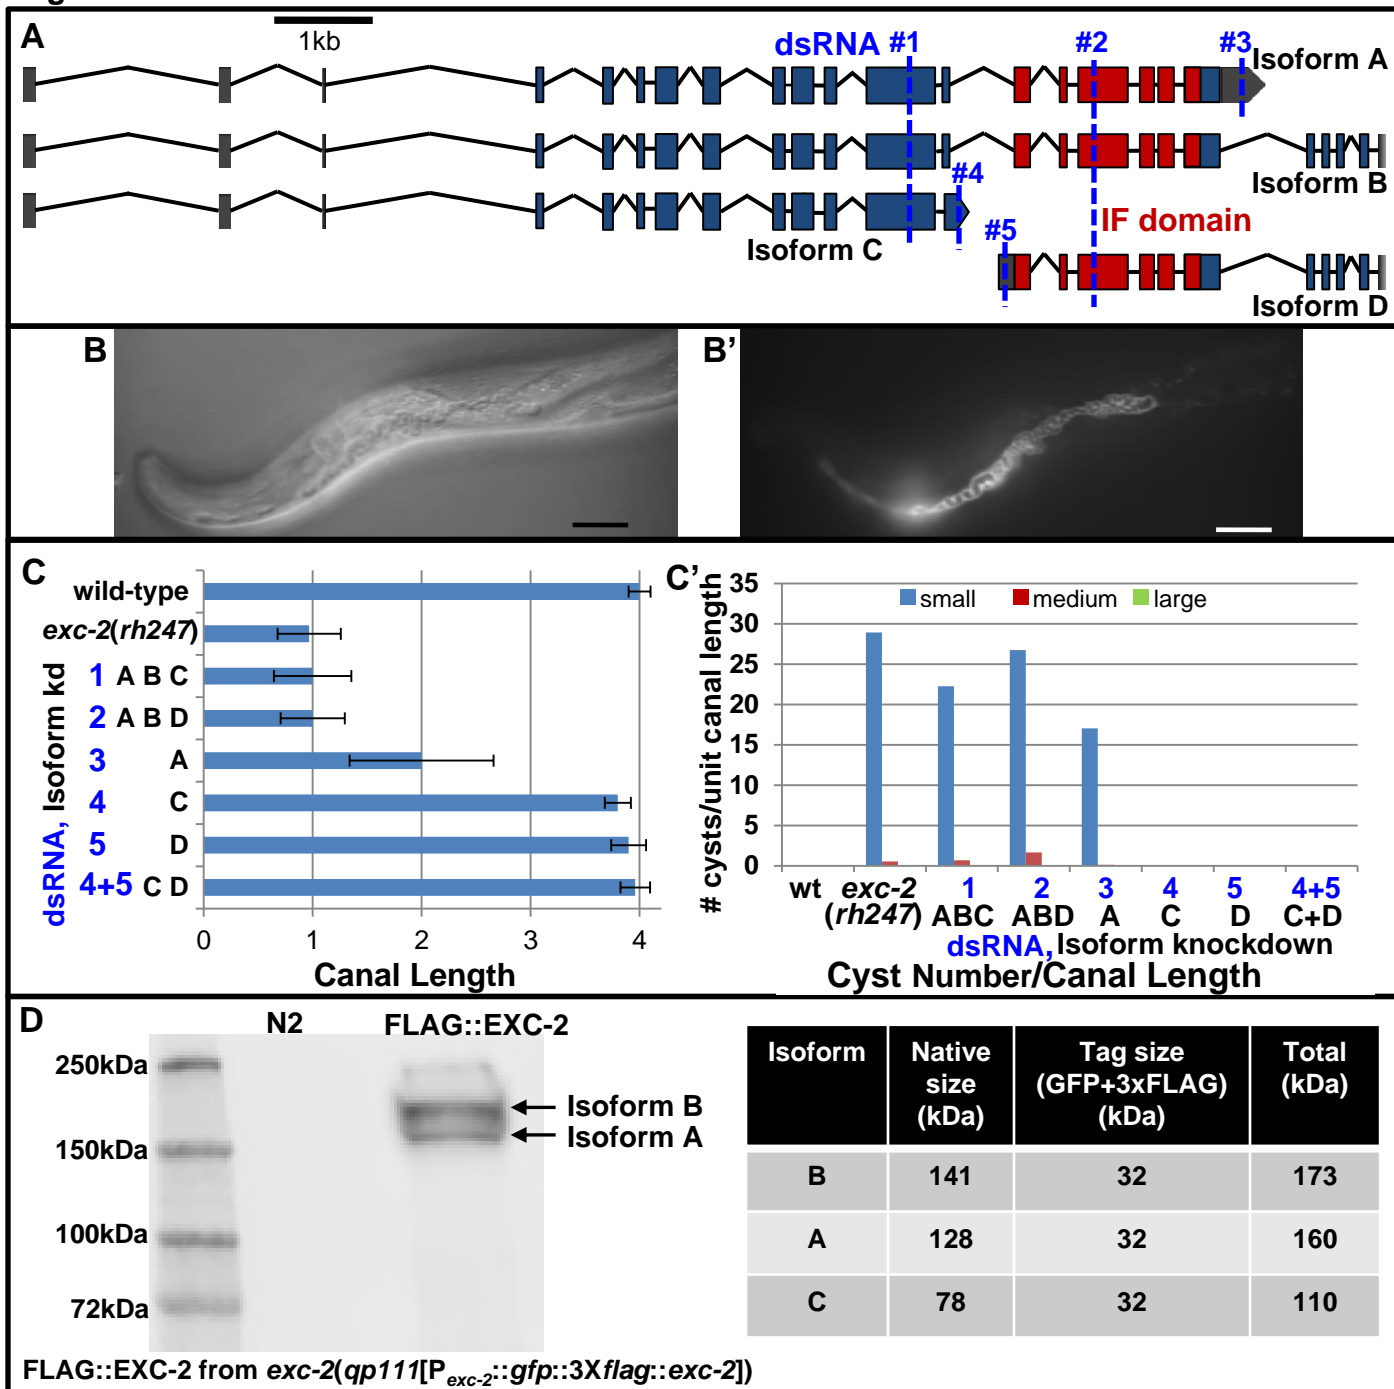 A
1kb
dsRNA #1 #2 #3
Isoform A
Isoform B
#4
Isoform C
#5
IF domain
Isoform D
B
B'
C
wild-type
exc-2(rh247)
1 A B C
2 A B D
3 A
4 C
5 D
4+5 C D
dsRNA, Isoform kd
0 1 2 3 4
Canal Length
C'
small medium large
35
30
25
20
15
10
5
0
# cysts/unit canal length
wt exc-2 1 2 3 4 5 4+5
(rh247) ABC ABD A C D C+D
dsRNA, Isoform knockdown
Cyst Number/Canal Length
D
N2 FLAG::EXC-2
250kDa
150kDa
100kDa
72kDa
Isoform B
Isoform A
FLAG::EXC-2 from exc-2(qp111[Pexc-2::gfp::3Xflag::exc-2])
Isoform Native size (kDa) Tag size (GFP+3xFLAG) (kDa) Total (kDa)
B 141 32 173
A 128 32 160
C 78 32 110